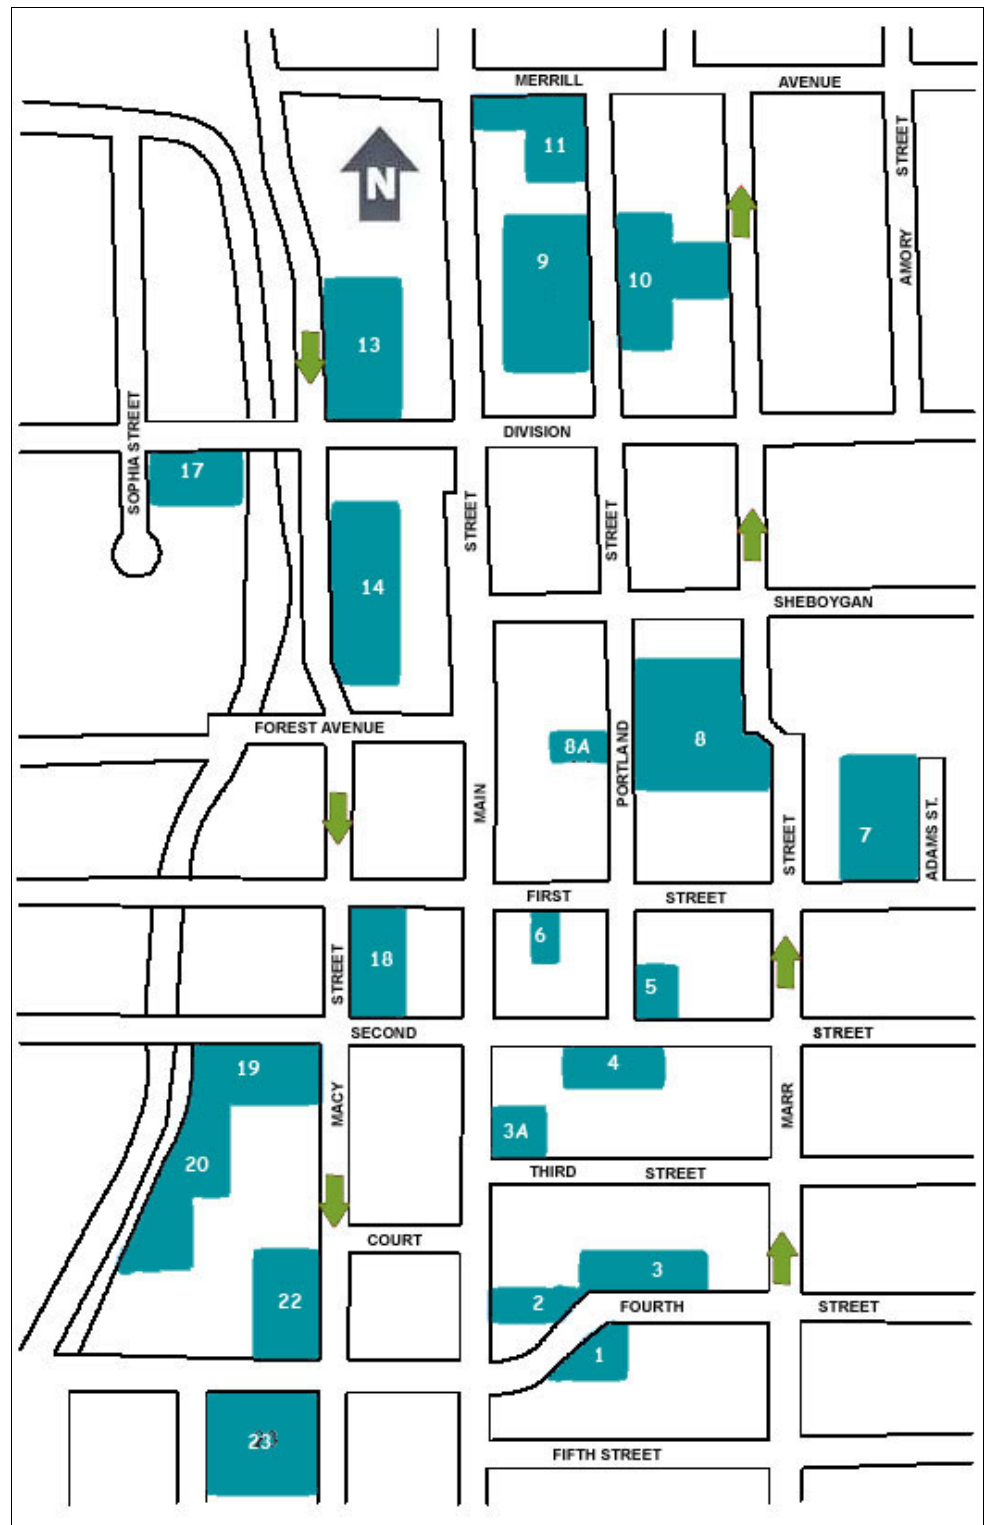 MERRILL AVENUE
AMORY STREET
11
N
9
10
13
SOPHIA STREET
DIVISION
17
STREET
STREET
14
SHEBOYGAN
FOREST AVENUE
8A
PORTLAND
8
MAIN
STREET
7
ADAMS ST.
FIRST STREET
6
18
STREET
5
SECOND STREET
4
19
MACY
MARR
3A
20
THIRD STREET
COURT
3
22
2
FOURTH STREET
1
23
FIFTH STREET